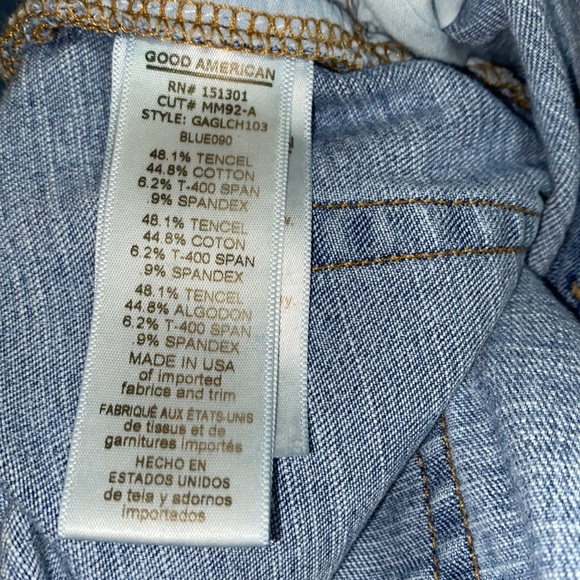 GOOD AMERICAN
RN# 151301
CUT# MM92-A
STYLE: GAGLCH103
BLUE090
48.1% TENCEL
44.8% COTTON
6.2% T-400 SPAN
.9% SPANDEX
48.1% TENCEL
44.8% COTON
6.2% T-400 SPAN
.9% SPANDEX
48.1% TENCEL
44.8% ALGODON
6.2% T-400 SPAN
.9% SPANDEX
MADE IN USA
of imported
fabrics and trim
FABRIQUÉ AUX ÉTATS-UNIS
de tissus et de
garnitures importés
HECHO EN
ESTADOS UNIDOS
de tela y adornos
importados